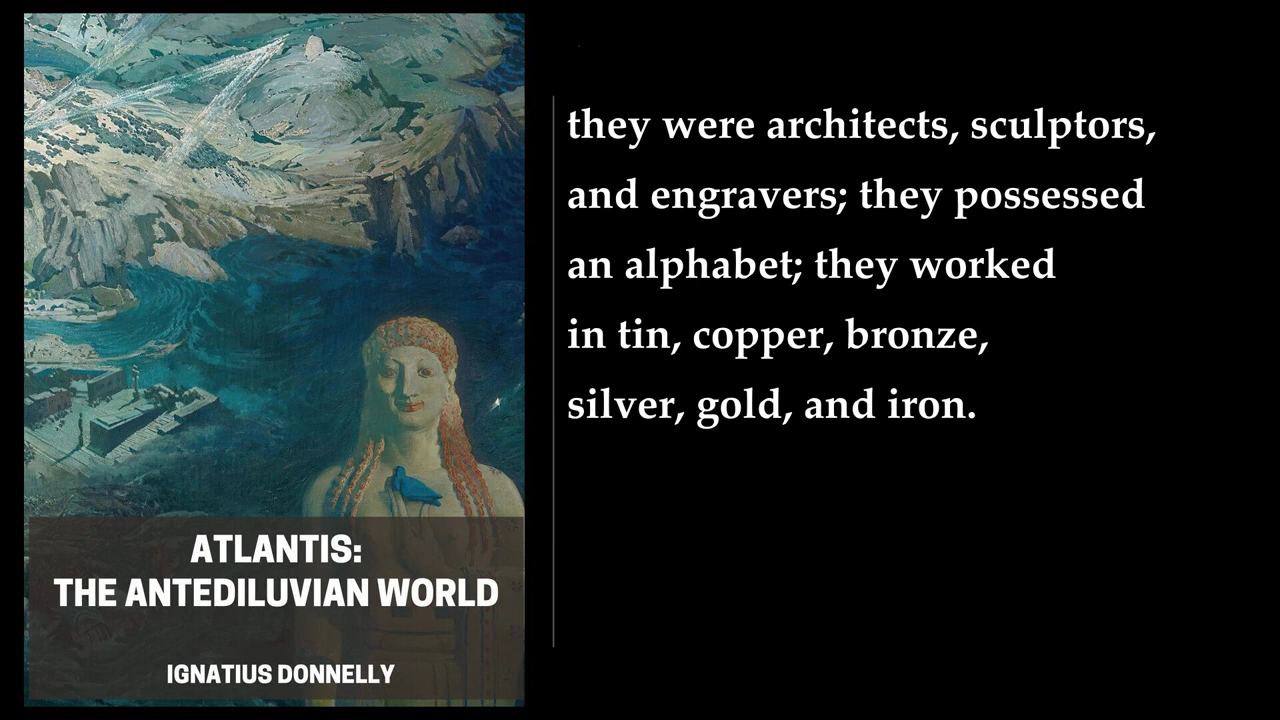 they were architects, sculptors,
and engravers; they possessed
an alphabet; they worked
in tin, copper, bronze,
silver, gold, and iron.
ATLANTIS:
THE ANTEDILUVIAN WORLD
IGNATIUS DONNELLY